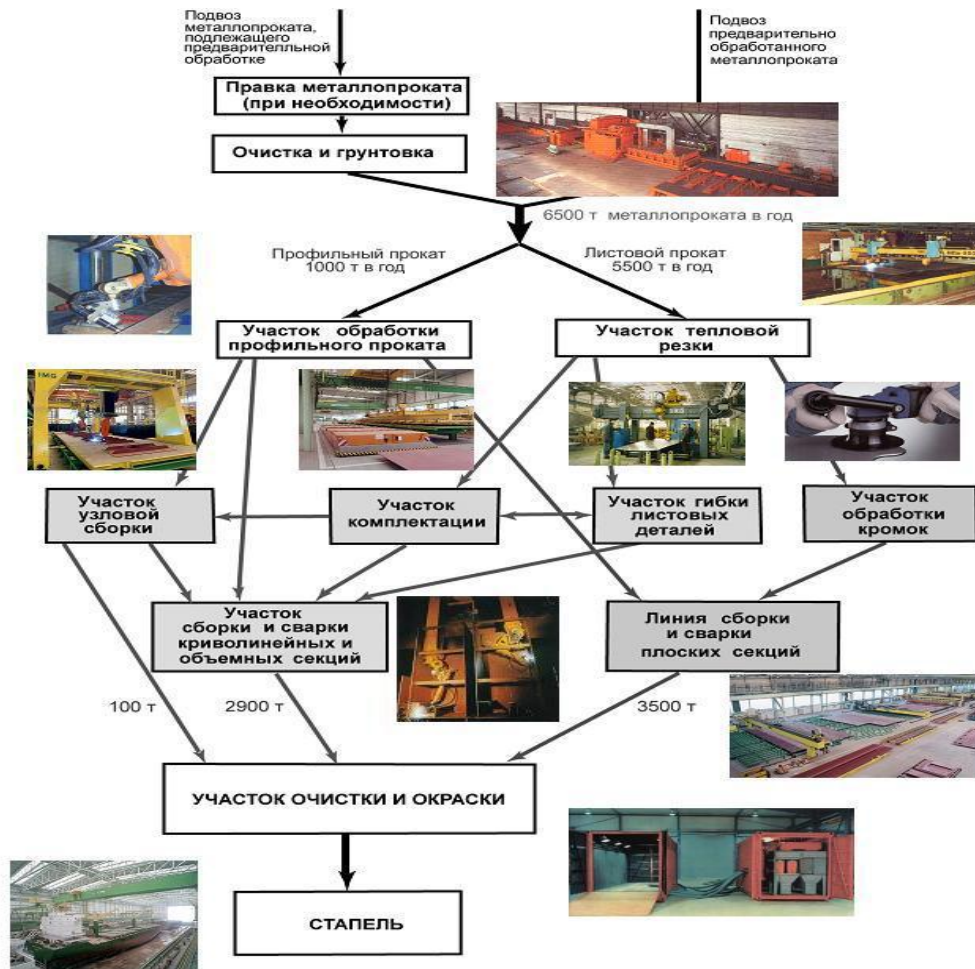 Подвоз
металлопроката,
подлежащего
предварителльной
обработке
Подвоз
предварительно
обработанного
металлопроката
Правка металлопроката
(при необходимости)
Очистка и грунтовка
6500 т металлопроката в год
Профильный прокат
1000 т в год
Листовой прокат
5500 т в год
Участок обработки
профильного проката
Участок тепловой
резки
IMG
Участок
узловой
сборки
Участок
комплектации
Участок гибки
листовых
деталей
Участок
обработки
кромок
Участок
сборки и сварки
криволинейных и
объемных секций
Линия сборки
и сварки
плоских секций
100 т
2900 т
3500 т
УЧАСТОК ОЧИСТКИ И ОКРАСКИ
СТАПЕЛЬ